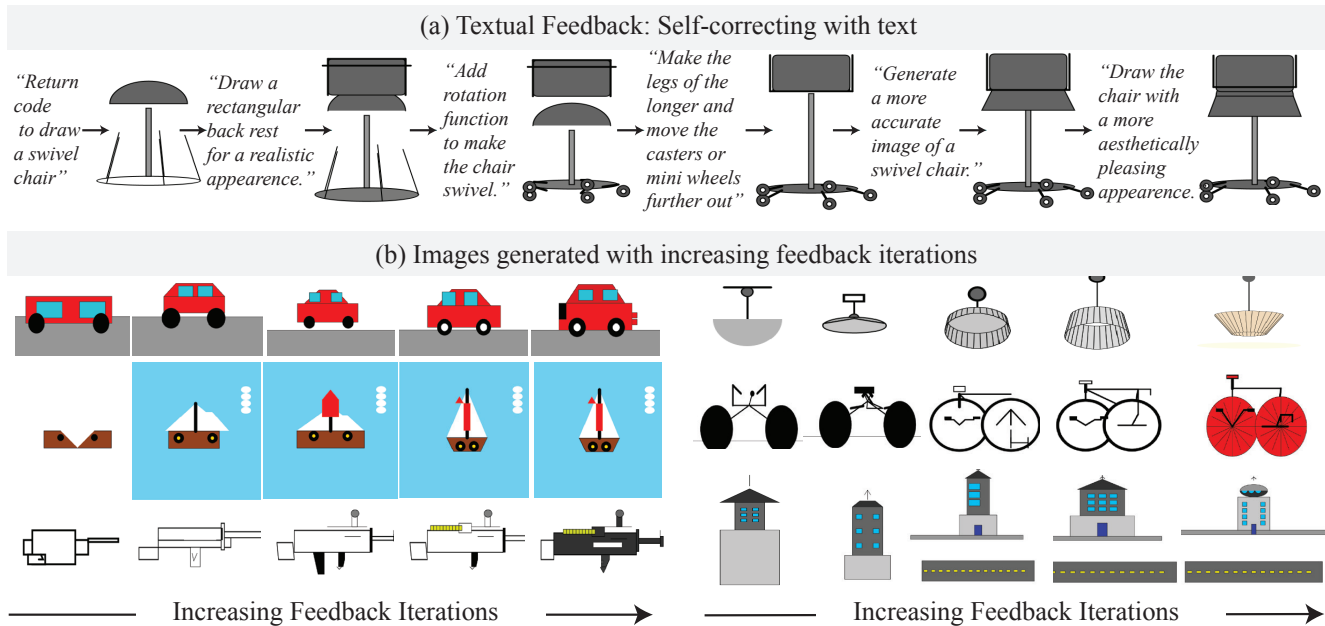 (a) Textual Feedback: Self-correcting with text
“Return
code
to draw
a swivel
chair”
“Draw a
rectangular
back rest
for a realistic
appearence.”
“Add
rotation
function
to make
the chair
swivel.”
“Make the
legs of the
longer and
move the
casters or
mini wheels
further out”
“Generate
a more
accurate
image of a
swivel chair.”
“Draw the
chair with
a more
aesthetically
pleasing
appearence.
(b) Images generated with increasing feedback iterations
V
Increasing Feedback Iterations
Increasing Feedback Iterations